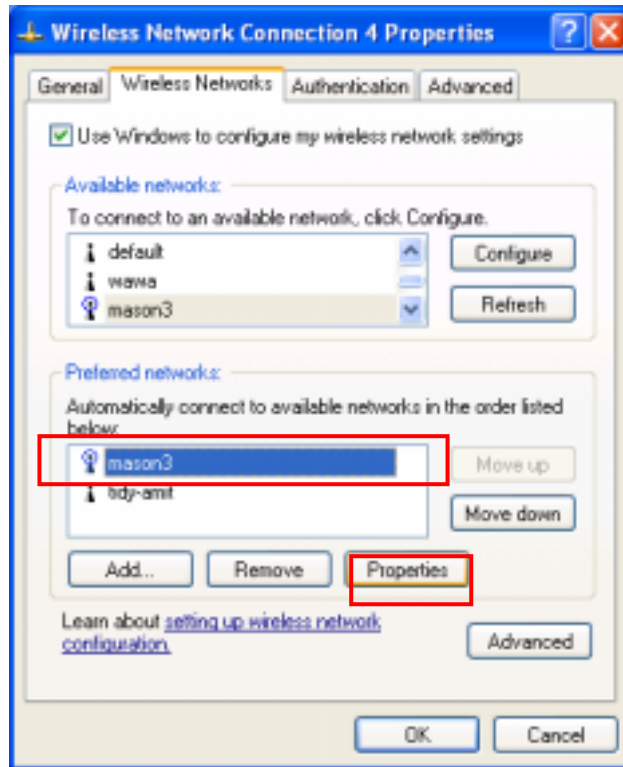 Wireless Network Connection 4 Properties
General Wireless Networks Authentication Advanced
Use Windows to configure my wireless network settings
Available networks:
To connect to an available network, click Configure.
default
wawa
mason3
Configure
Refresh
Preferred networks:
Automatically connect to available networks in the order listed
below:
mason3
tidy-amit
Move up
Move down
Add... Remove Properties
Learn about setting up wireless network
configuration.
Advanced
OK Cancel